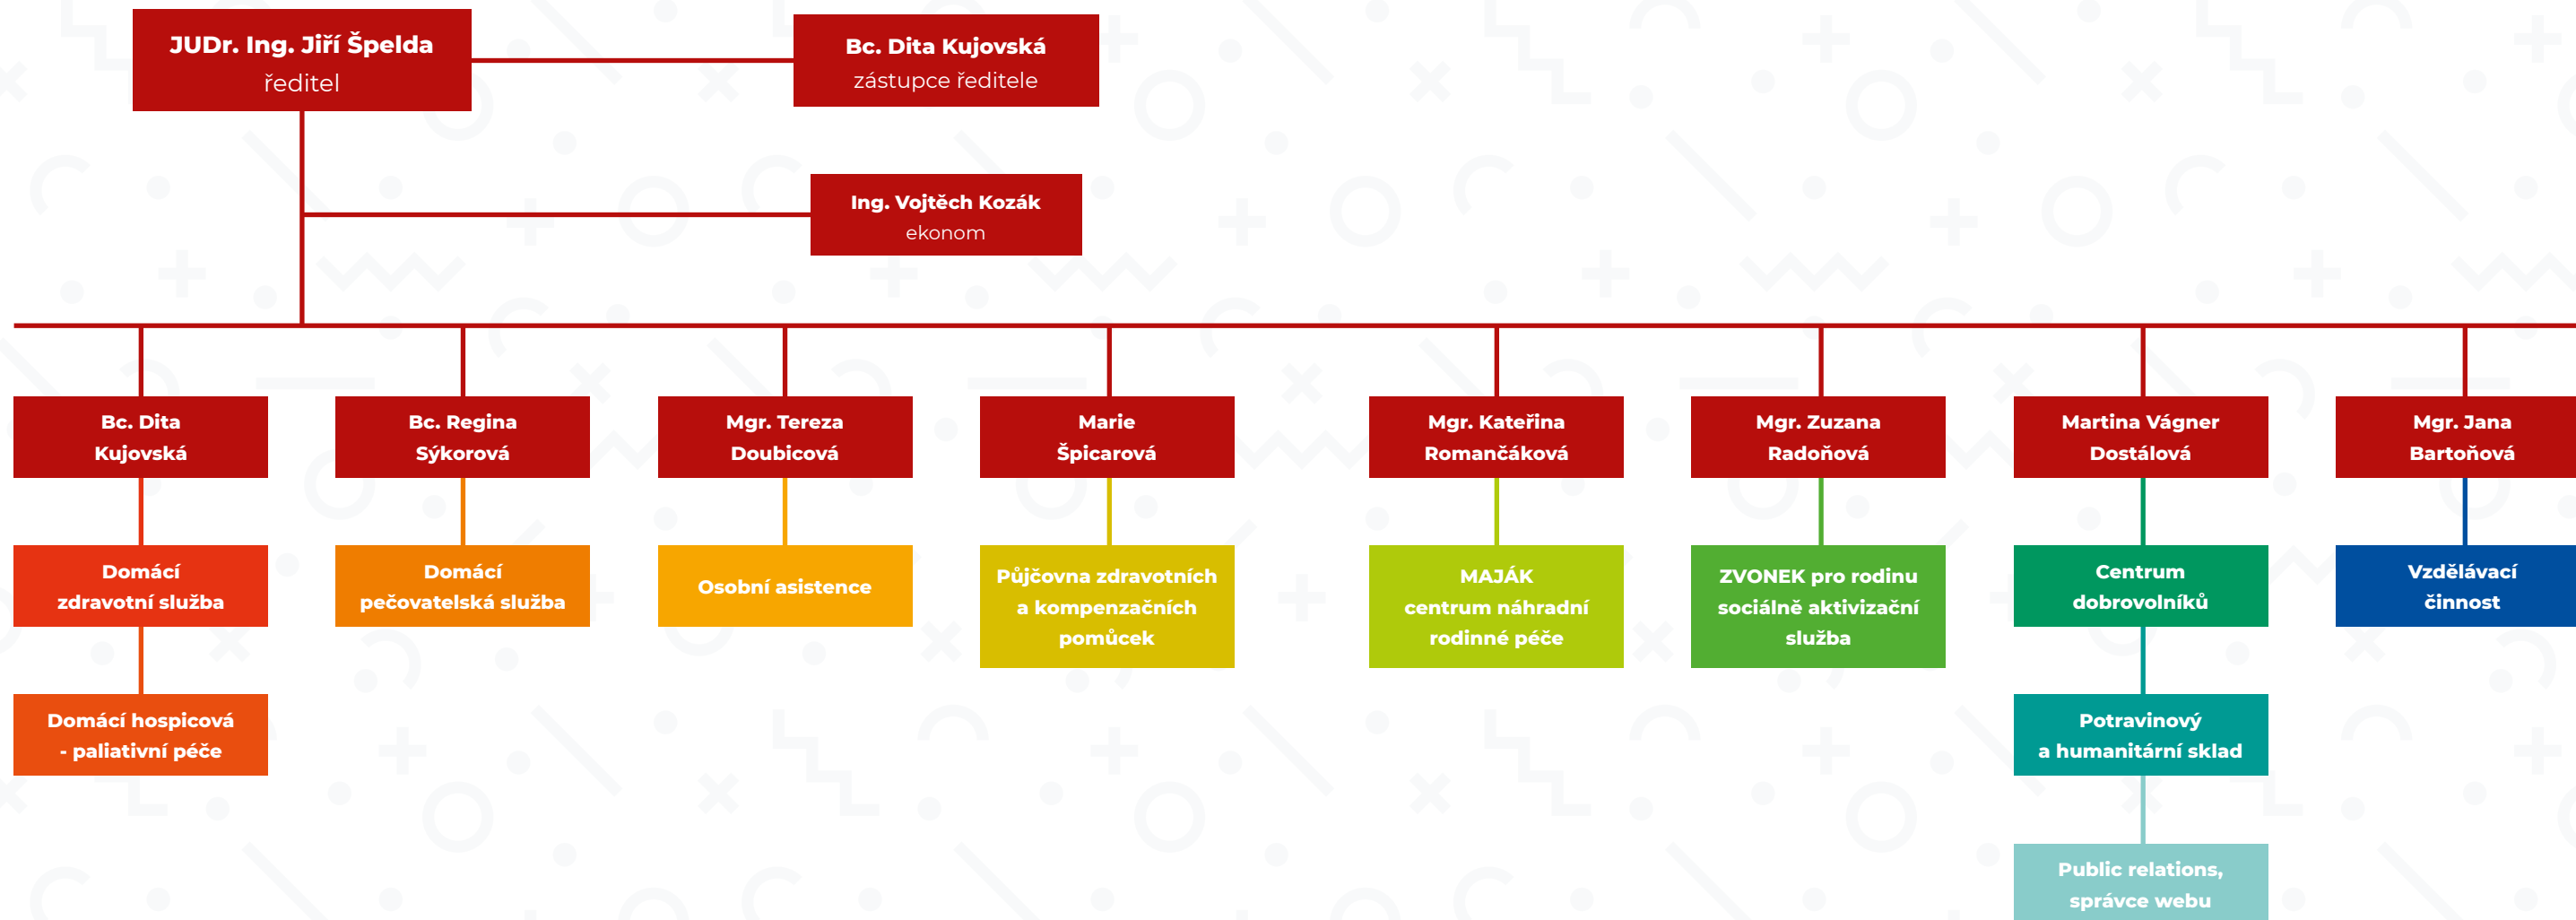 JUDr. Ing. Jiří Špelda
ředitel
Bc. Dita Kujovská
zástupce ředitele
Ing. Vojtěch Kozák
ekonom
Bc. Dita
Kujovská
Bc. Regina
Sýkorová
Mgr. Tereza
Doubicová
Marie
Špicarová
Mgr. Kateřina
Romančáková
Mgr. Zuzana
Radoňová
Martina Vágner
Dostálová
Mgr. Jana
Bartoňová
Domácí
zdravotní služba
Domácí
pečovatelská služba
Osobní asistence
Půjčovna zdravotních
a kompenzačních
pomůcek
MAJÁK
centrum náhradní
rodinné péče
ZVONEK pro rodinu
sociálně aktivizační
služba
Centrum
dobrovolníků
Vzdělávací
činnost
Domácí hospicová
- paliativní péče
Potravinový
a humanitární sklad
Public relations,
správce webu